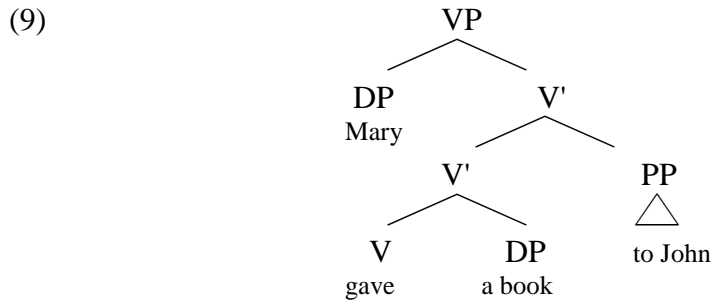 (9) VP
DP V'
Mary
V' PP
V DP to John
gave a book